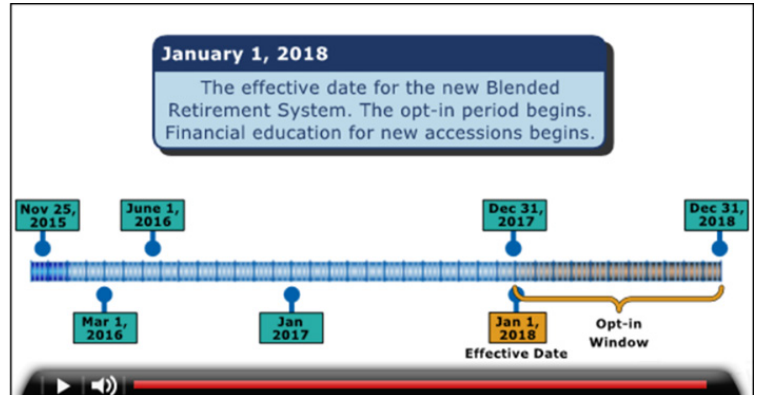 January 1, 2018
The effective date for the new Blended
Retirement System. The opt-in period begins.
Financial education for new accessions begins.
Nov 25,
2015
June 1,
2016
Dec 31,
2017
Dec 31,
2018
Mar 1,
2016
Jan
2017
Jan 1,
2018
Effective Date
Opt-in
Window